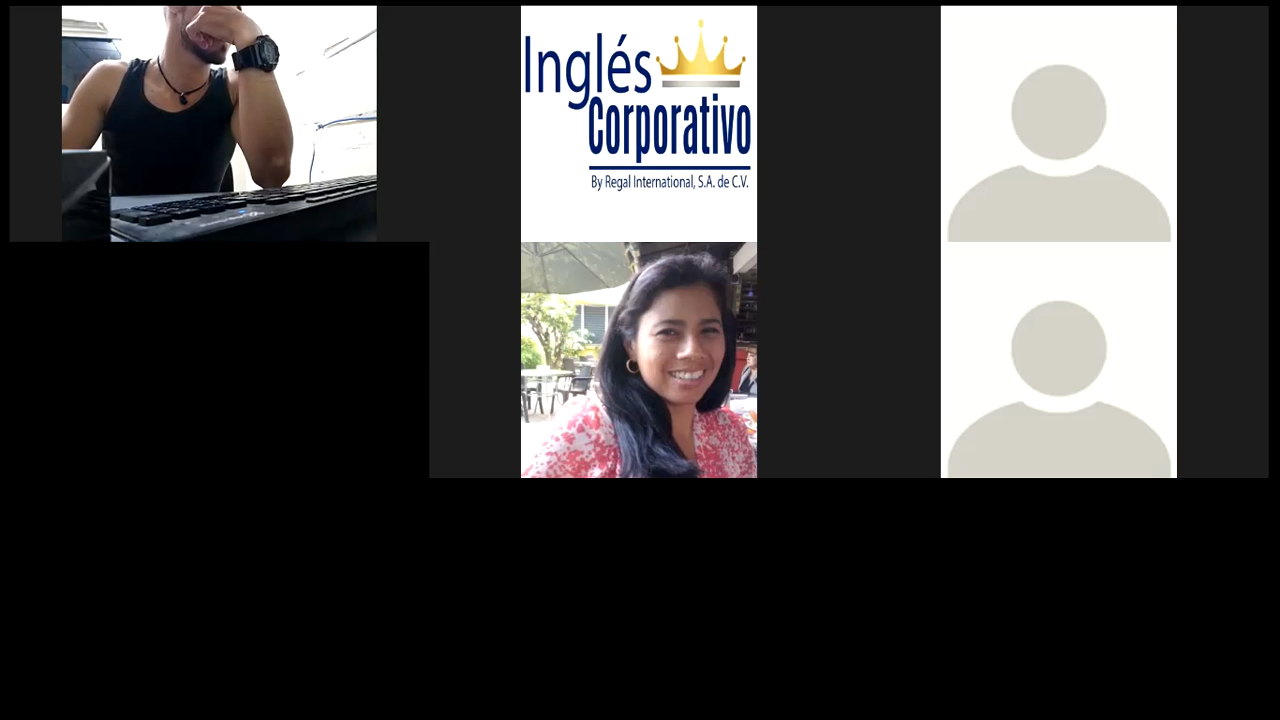 Inglés
Corporativo
By Regal International, S.A. de C.V.